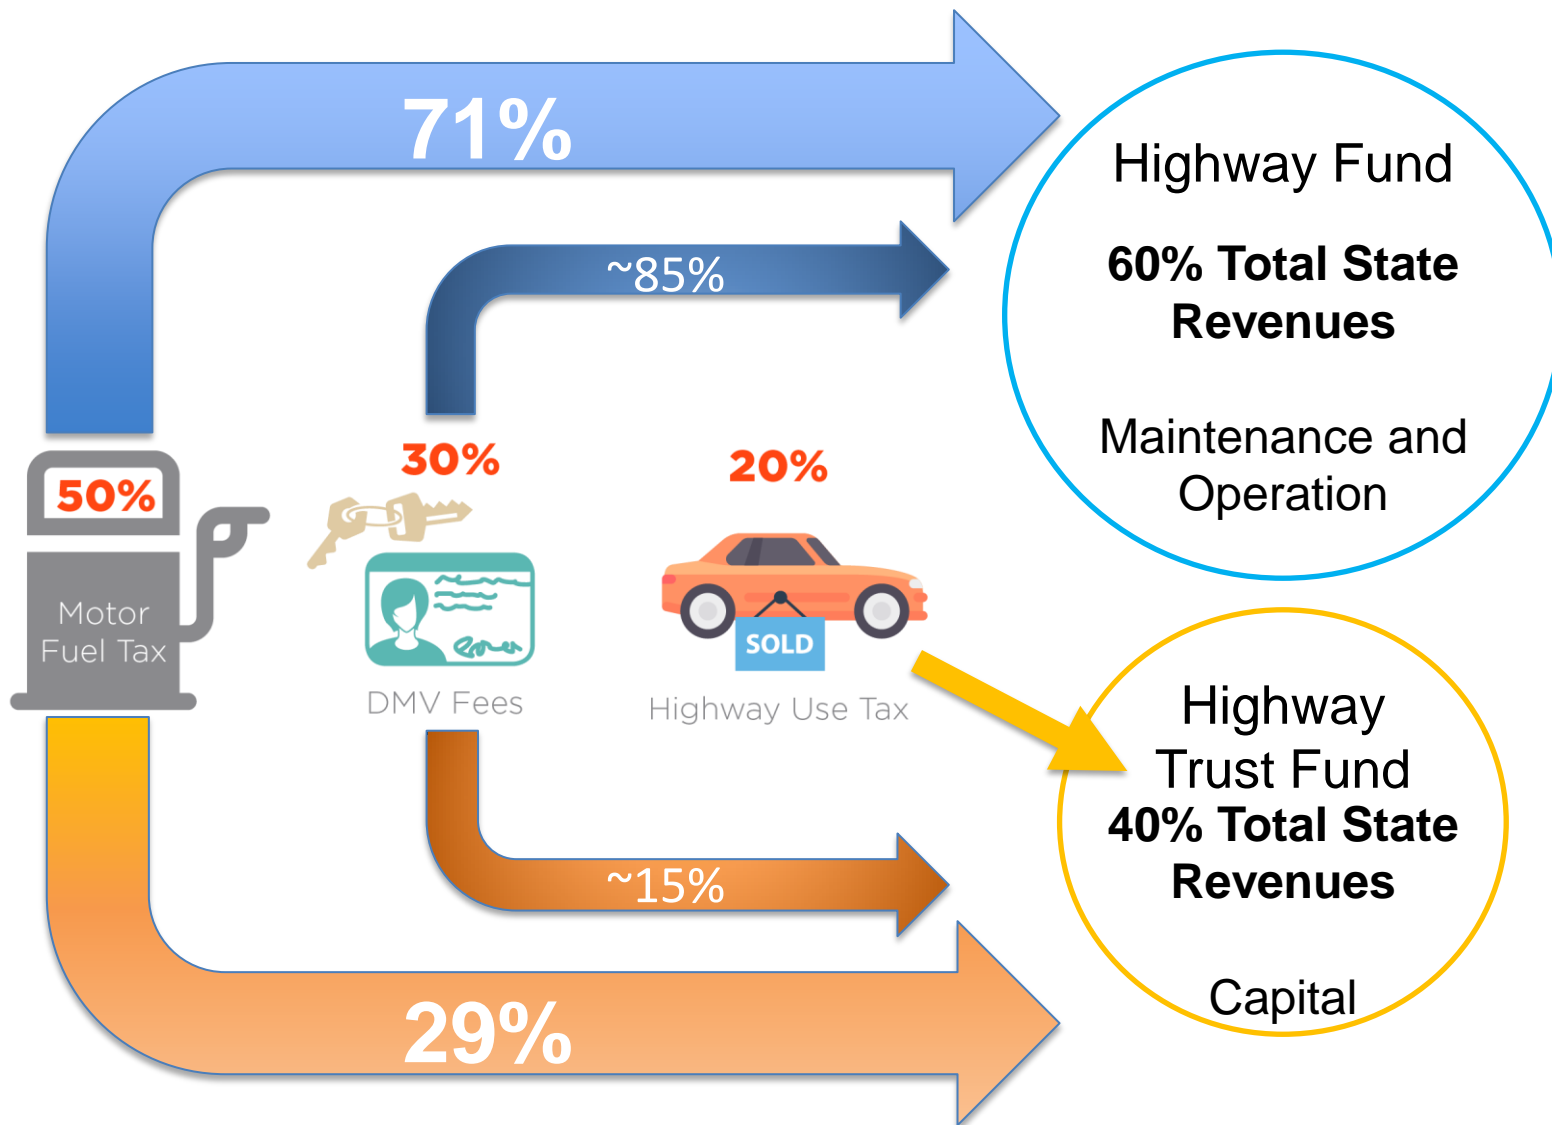 71%
Highway Fund
60% Total State
Revenues
Maintenance and
Operation
~85%
50%
Motor
Fuel Tax
30%
DMV Fees
20%
SOLD
Highway Use Tax
~15%
29%
Highway
Trust Fund
40% Total State
Revenues
Capital